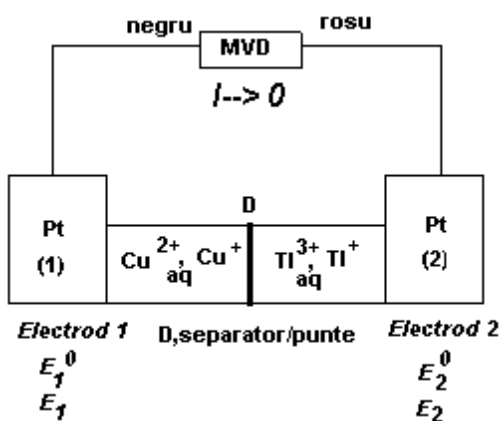 negru MVD rosu
I--> 0
D
Pt Pt
(1) Cu²⁺, Cu⁺ Tl³⁺, Tl⁺ (2)
aq aq
Electrod 1 D,separator/punte Electrod 2
E₁⁰ E₂⁰
E₁ E₂